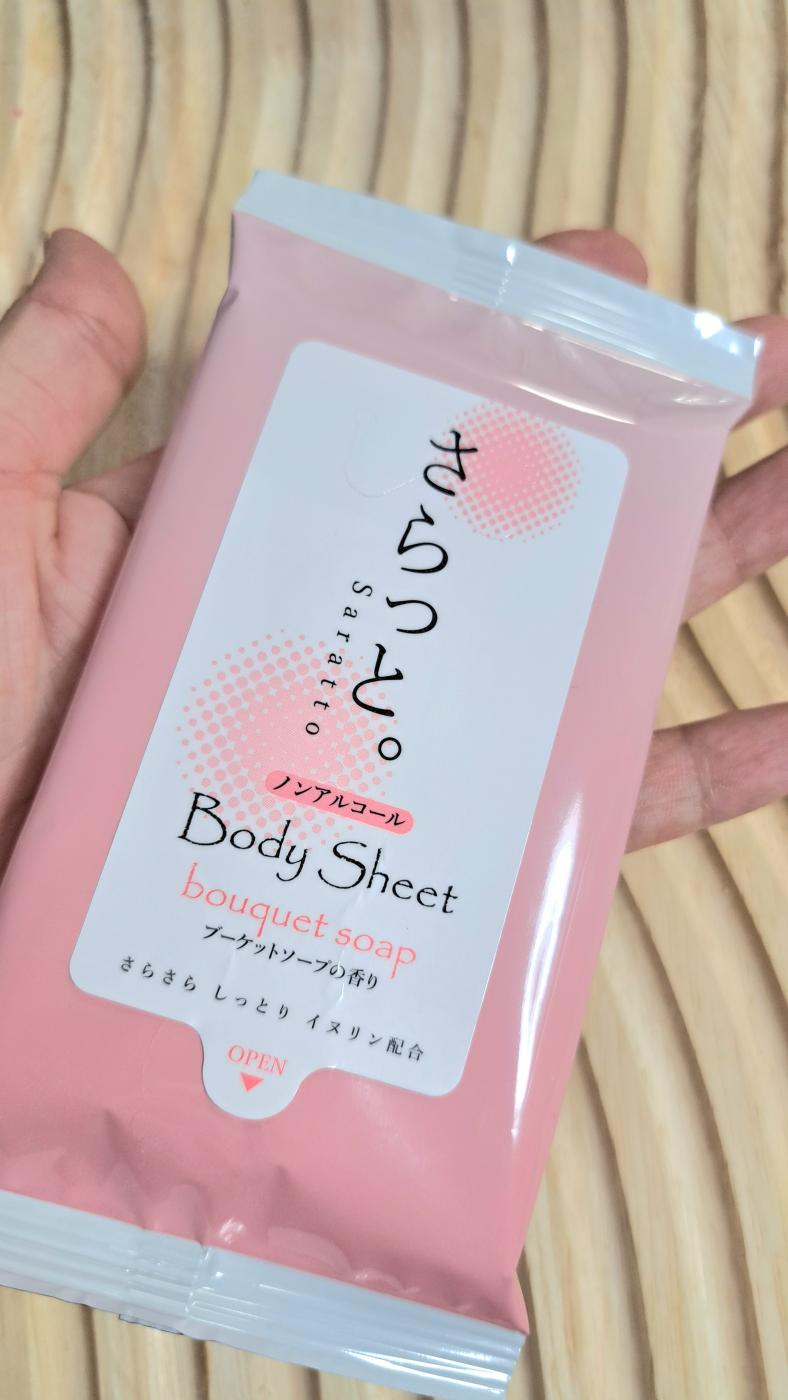 さらっと。
Saratto
ノンアルコール
Body Sheet
bouquet soap
ブーケットソープの香り
さらさら しっとり イヌリン配合
OPEN